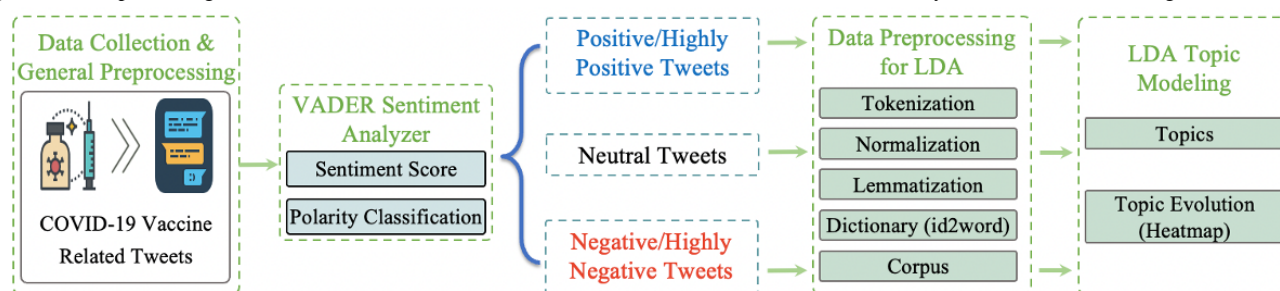 Data Collection &
General Preprocessing
COVID-19 Vaccine
Related Tweets
VADER Sentiment
Analyzer
Sentiment Score
Polarity Classification
Positive/Highly
Positive Tweets
Neutral Tweets
Negative/Highly
Negative Tweets
Data Preprocessing
for LDA
Tokenization
Normalization
Lemmatization
Dictionary (id2word)
Corpus
LDA Topic
Modeling
Topics
Topic Evolution
(Heatmap)